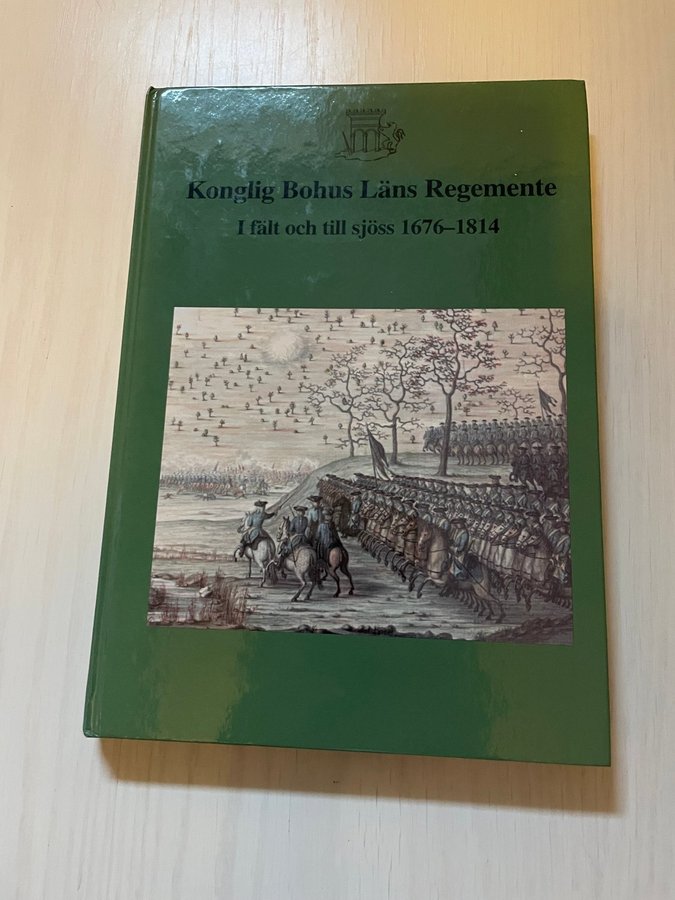 Konglig Bohus Läns Regemente
I fält och till sjöss 1676–1814